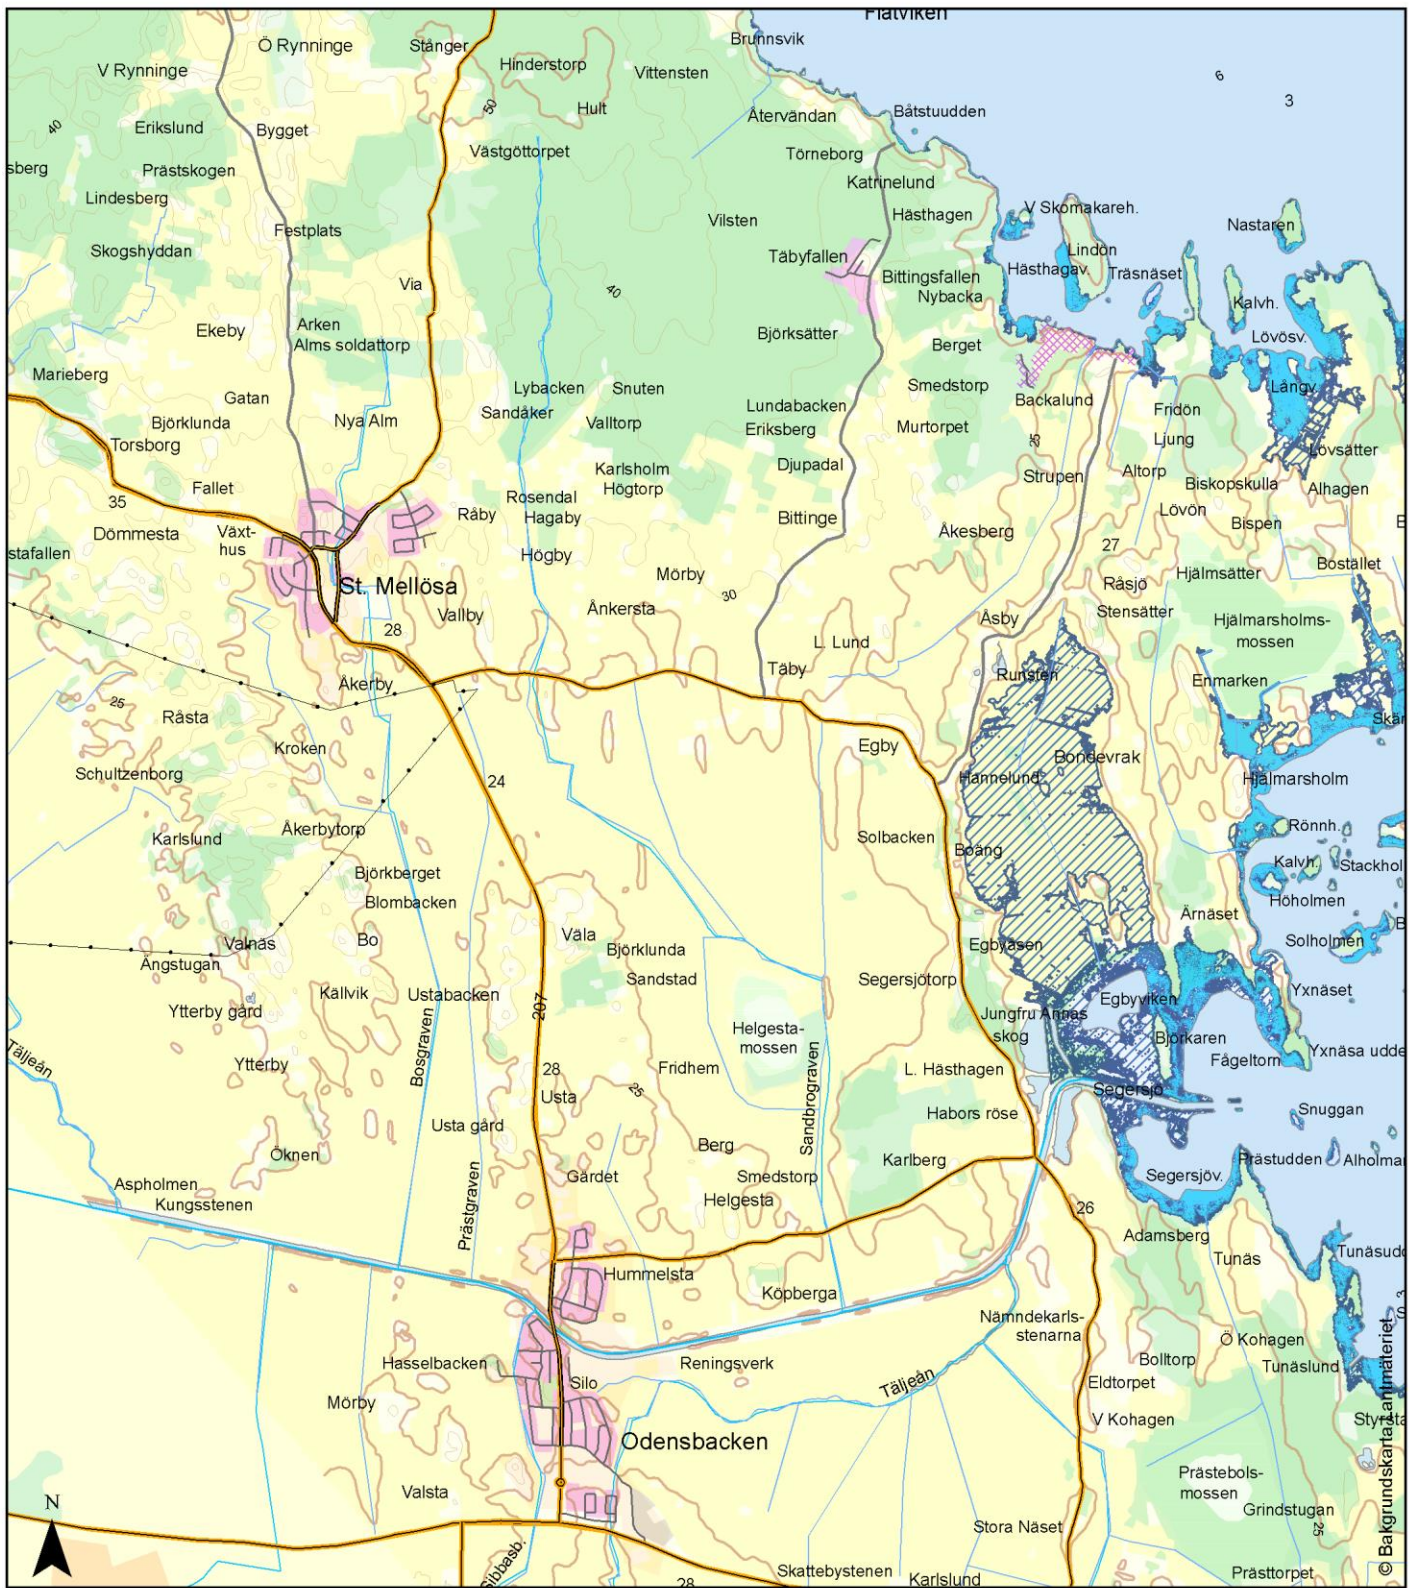 Flatviken
Brunnsvik
Ö Rynninge
Stånger
Hinderstorp
V Rynninge
Vittensten
6
3
50
Hult
Återvändan
Båtstuudden
40
Erikslund
Bygget
Västgöttorpet
Törneborg
sberg
Prästskogen
Katrinelund
Lindesberg
V Skomakareh.
Hästhagen
Vilsten
Nastaren
Festplats
Skogshyddan
Lindön
Täbyfallen
Hästhagav.
Träsnäset
Via
Bittingsfallen
40
Nybacka
Kalvh.
Ekeby
Arken
Alms soldattorp
Björksätter
Berget
Lövösv.
Marieberg
Lybacken
Snuten
Smedstorp
Långv.
Gatan
Sandåker
Lundabacken
Backalund
Fridön
Björklunda
Nya Alm
Valltorp
Eriksberg
Murtorpet
Torsborg
25
Ljung
Lövsätter
Karlsholm
Djupadal
Strupen
Altorp
Fallet
Högtorp
Biskopskulla
Alhagen
35
Rosendal
Råby
Hagaby
Bittinge
Lövön
Bispen
Dömmesta
Växt-
hus
Åkesberg
stafallen
Högby
27
St. Mellösa
Mörby
Hjälmsätter
Bostället
Råsjö
30
Vallby
Ånkersta
Stensätter
Åsby
Hjälmarsholms-
mossen
28
L. Lund
Täby
Runsten
Enmarken
Åkerby
25
Råsta
Kroken
Egby
Bondevrak
Schultzenborg
24
Hannelund
Hjälmarsholm
Karlslund
Åkerbytorp
Solbacken
Rönnh.
Boäng
Kalvh.
Stackhol
Björkberget
Blombacken
Höholmen
Ärnäset
Valnäs
Bo
Väla
Björklunda
Egbyåsen
Solholmen
Ängstugan
Sandstad
Segersjötorp
Källvik
Ustabacken
Yxnäset
Ytterby gård
207
Egbyviken
Jungfru Annas
skog
Helgesta-
mossen
Björkaren
Täljeån
Bosgraven
Sandbrograven
Fågeltorn
Yxnäsa udde
Ytterby
28
Fridhem
L. Hästhagen
25
Usta
Segersjö
Habors röse
Snuggan
Usta gård
Berg
Öknen
Karlberg
Prästudden
Alholmar
Aspholmen
Gärdet
Smedstorp
Segersjöv.
Kungsstenen
Helgesta
Prästgraven
26
Adamsberg
Tunäs
Tunäsudd
Hummelsta
Köpberga
Nämndekarls-
stenarna
Ö Kohagen
Hasselbacken
Reningsverk
Bolltorp
Tunäslund
Silo
Täljeån
Eldtorpet
Mörby
V Kohagen
Styrsta
Odensbacken
Valsta
Prästebols-
mossen
N
Grindstugan
Stora Näset
25
Sibbasb.
28
Skattebystenen
Karlslund
Prästtorpet
© Bakgrundskarta Lantmäteriet